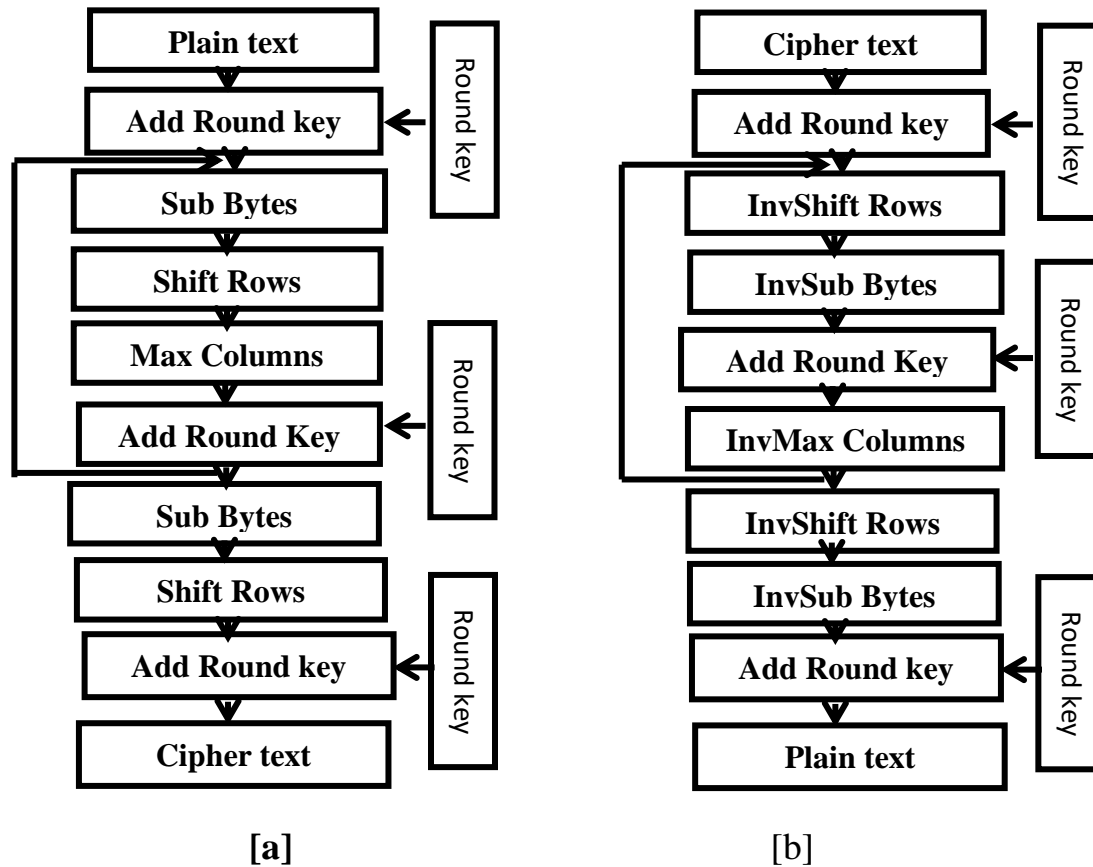 Plain text
Add Round key
Sub Bytes
Shift Rows
Max Columns
Add Round Key
Sub Bytes
Shift Rows
Add Round key
Cipher text
Round key
Round key
Round key
[a]
Cipher text
Add Round key
InvShift Rows
InvSub Bytes
Add Round Key
InvMax Columns
InvShift Rows
InvSub Bytes
Add Round key
Plain text
Round key
Round key
Round key
[b]